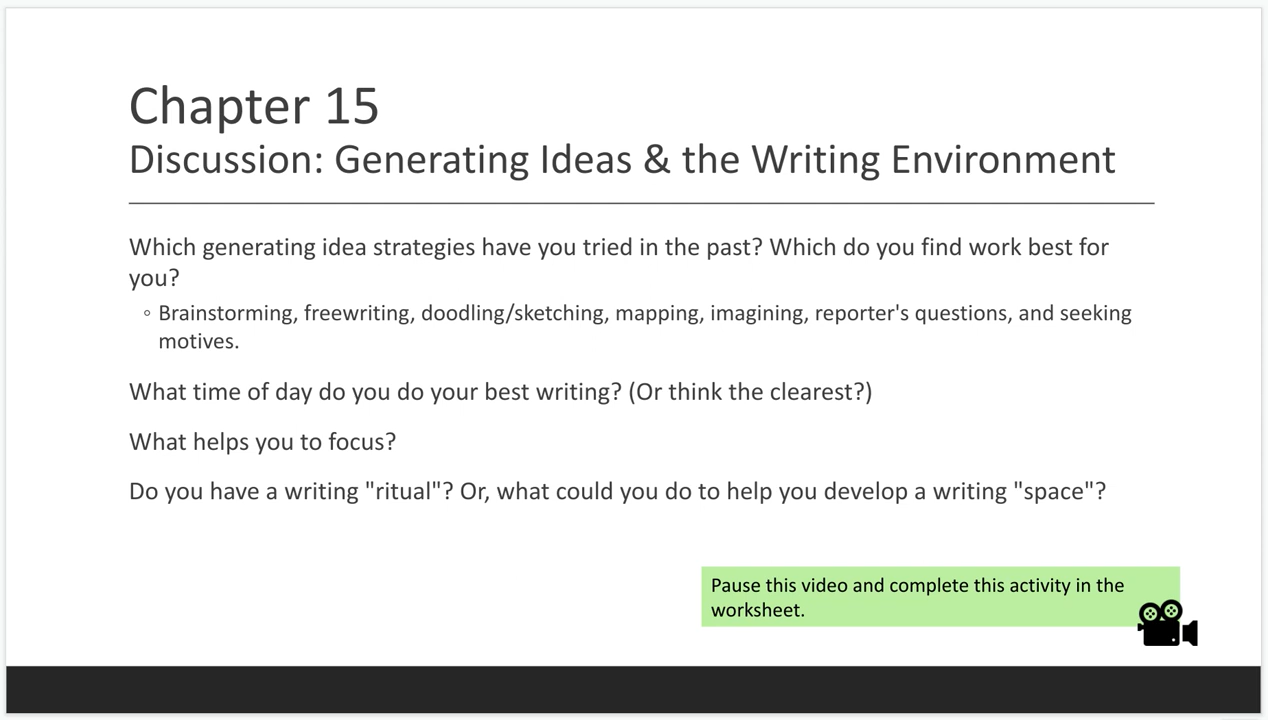 Chapter 15
Discussion: Generating Ideas & the Writing Environment
Which generating idea strategies have you tried in the past? Which do you find work best for
you?
◦ Brainstorming, freewriting, doodling/sketching, mapping, imagining, reporter's questions, and seeking
motives.
What time of day do you do your best writing? (Or think the clearest?)
What helps you to focus?
Do you have a writing "ritual"? Or, what could you do to help you develop a writing "space"?
Pause this video and complete this activity in the
worksheet.